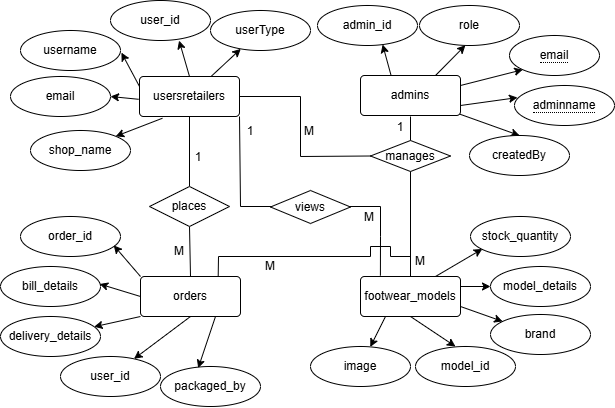 user_id
admin_id
role
userType
username
email
email
usersretailers
admins
adminname
M
1
1
shop_name
manages
createdBy
1
places
views
M
order_id
stock_quantity
M
M
M
bill_details
model_details
orders
footwear_models
delivery_details
brand
image
model_id
user_id
packaged_by